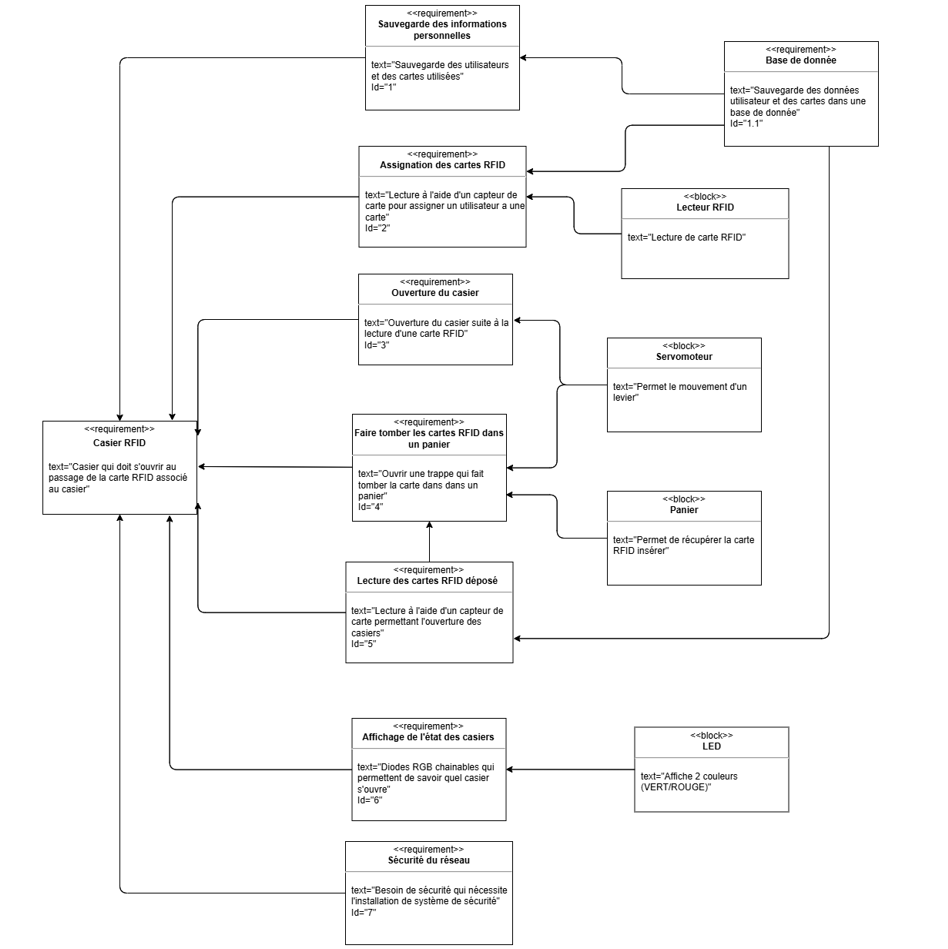 <<requirement>>
Sauvegarde des informations
personnelles
text="Sauvegarde des utilisateurs
et des cartes utilisées"
Id="1"
<<requirement>>
Base de donnée
text="Sauvegarde des données
utilisateur et des cartes dans une
base de donnée"
Id="1.1"
<<requirement>>
Assignation des cartes RFID
text="Lecture à l'aide d'un capteur de
carte pour assigner un utilisateur a une
carte"
Id="2"
<<block>>
Lecteur RFID
text="Lecture de carte RFID"
<<requirement>>
Ouverture du casier
text="Ouverture du casier suite à la
lecture d'une carte RFID"
Id="3"
<<block>>
Servomoteur
text="Permet le mouvement d'un
levier"
<<requirement>>
Casier RFID
text="Casier qui doit s'ouvrir au
passage de la carte RFID associé
au casier"
<<requirement>>
Faire tomber les cartes RFID dans
un panier
text="Ouvrir une trappe qui fait
tomber la carte dans dans un
panier"
Id="4"
<<block>>
Panier
text="Permet de récupérer la carte
RFID insérer"
<<requirement>>
Lecture des cartes RFID déposé
text="Lecture à l'aide d'un capteur de
carte permettant l'ouverture des
casiers"
Id="5"
<<requirement>>
Affichage de l'état des casiers
text="Diodes RGB chainables qui
permettent de savoir quel casier
s'ouvre"
Id="6"
<<block>>
LED
text="Affiche 2 couleurs
(VERT/ROUGE)"
<<requirement>>
Sécurité du réseau
text="Besoin de sécurité qui nécessite
l'installation de système de sécurité"
Id="7"